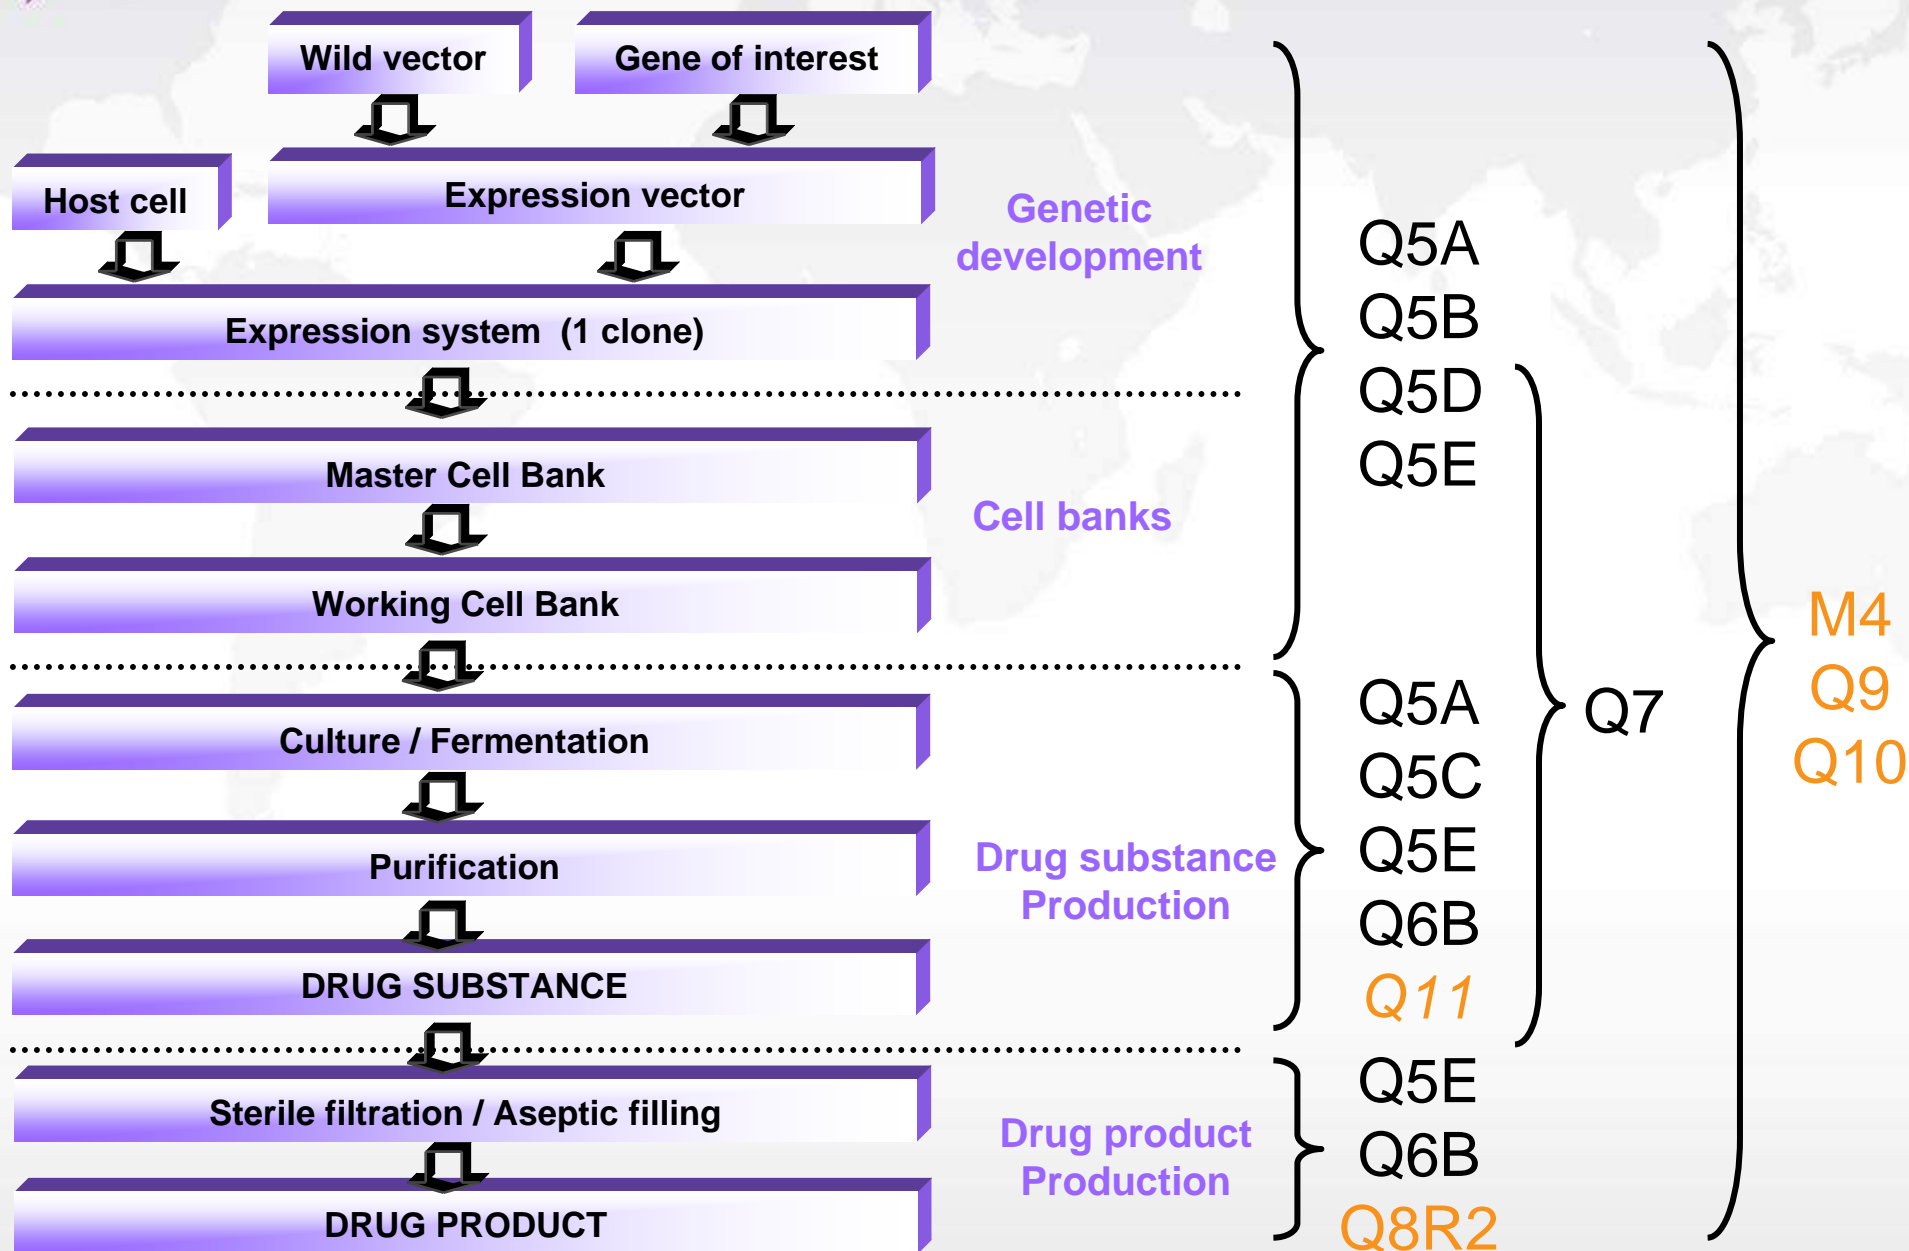 Wild vector
Gene of interest
Host cell
Expression vector
Genetic
development
Expression system (1 clone)
Master Cell Bank
Cell banks
Working Cell Bank
Culture / Fermentation
Purification
Drug substance
Production
DRUG SUBSTANCE
Sterile filtration / Aseptic filling
Drug product
Production
DRUG PRODUCT
Q5A
Q5B
Q5D
Q5E
Q5A
Q5C
Q5E
Q6B
Q11
Q5E
Q6B
Q8R2
Q7
M4
Q9
Q10